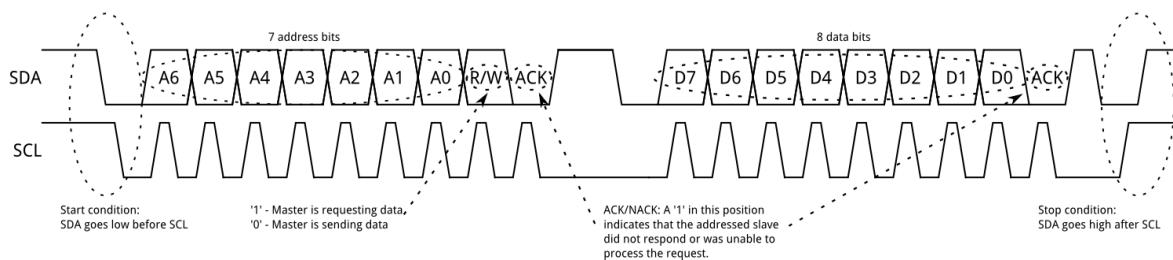 7 address bits
8 data bits
SDA
A6 A5 A4 A3 A2 A1 A0 R/W ACK D7 D6 D5 D4 D3 D2 D1 D0 ACK
SCL
Start condition:
SDA goes low before SCL
'1' - Master is requesting data,
'0' - Master is sending data
ACK/NACK: A '1' in this position
indicates that the addressed slave
did not respond or was unable to
process the request.
Stop condition:
SDA goes high after SCL